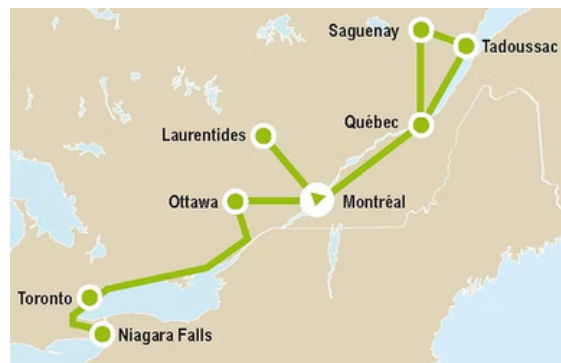 Saguenay
Tadoussac
Québec
Laurentides
Ottawa
Montréal
Toronto
Niagara Falls